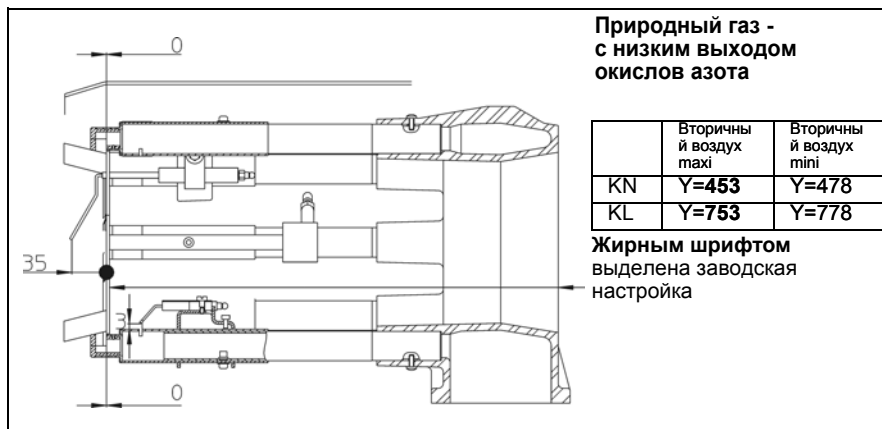 0
Природный газ -
с низким выходом
окислов азота
Вторичны
й воздух
maxi
Вторичны
й воздух
mini
KN Y=453 Y=478
KL Y=753 Y=778
Жирным шрифтом
выделена заводская
настройка
35
3
0